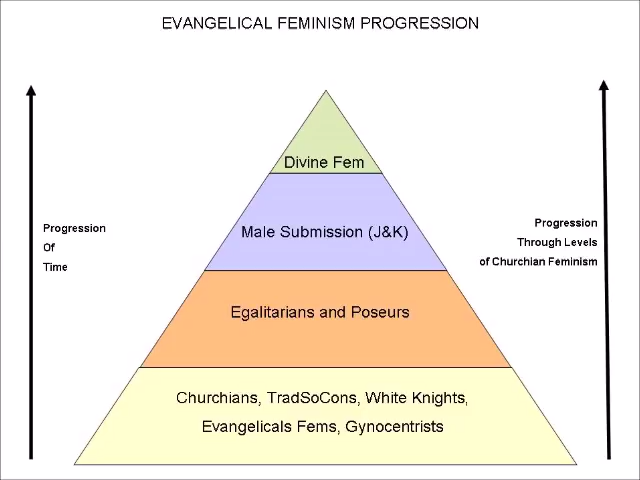 EVANGELICAL FEMINISM PROGRESSION
Divine Fem
Male Submission (J&K)
Egalitarians and Poseurs
Churchians, TradSoCons, White Knights,
Evangelicals Fems, Gynocentrists
Progression
Of
Time
Progression
Through Levels
of Churchian Feminism